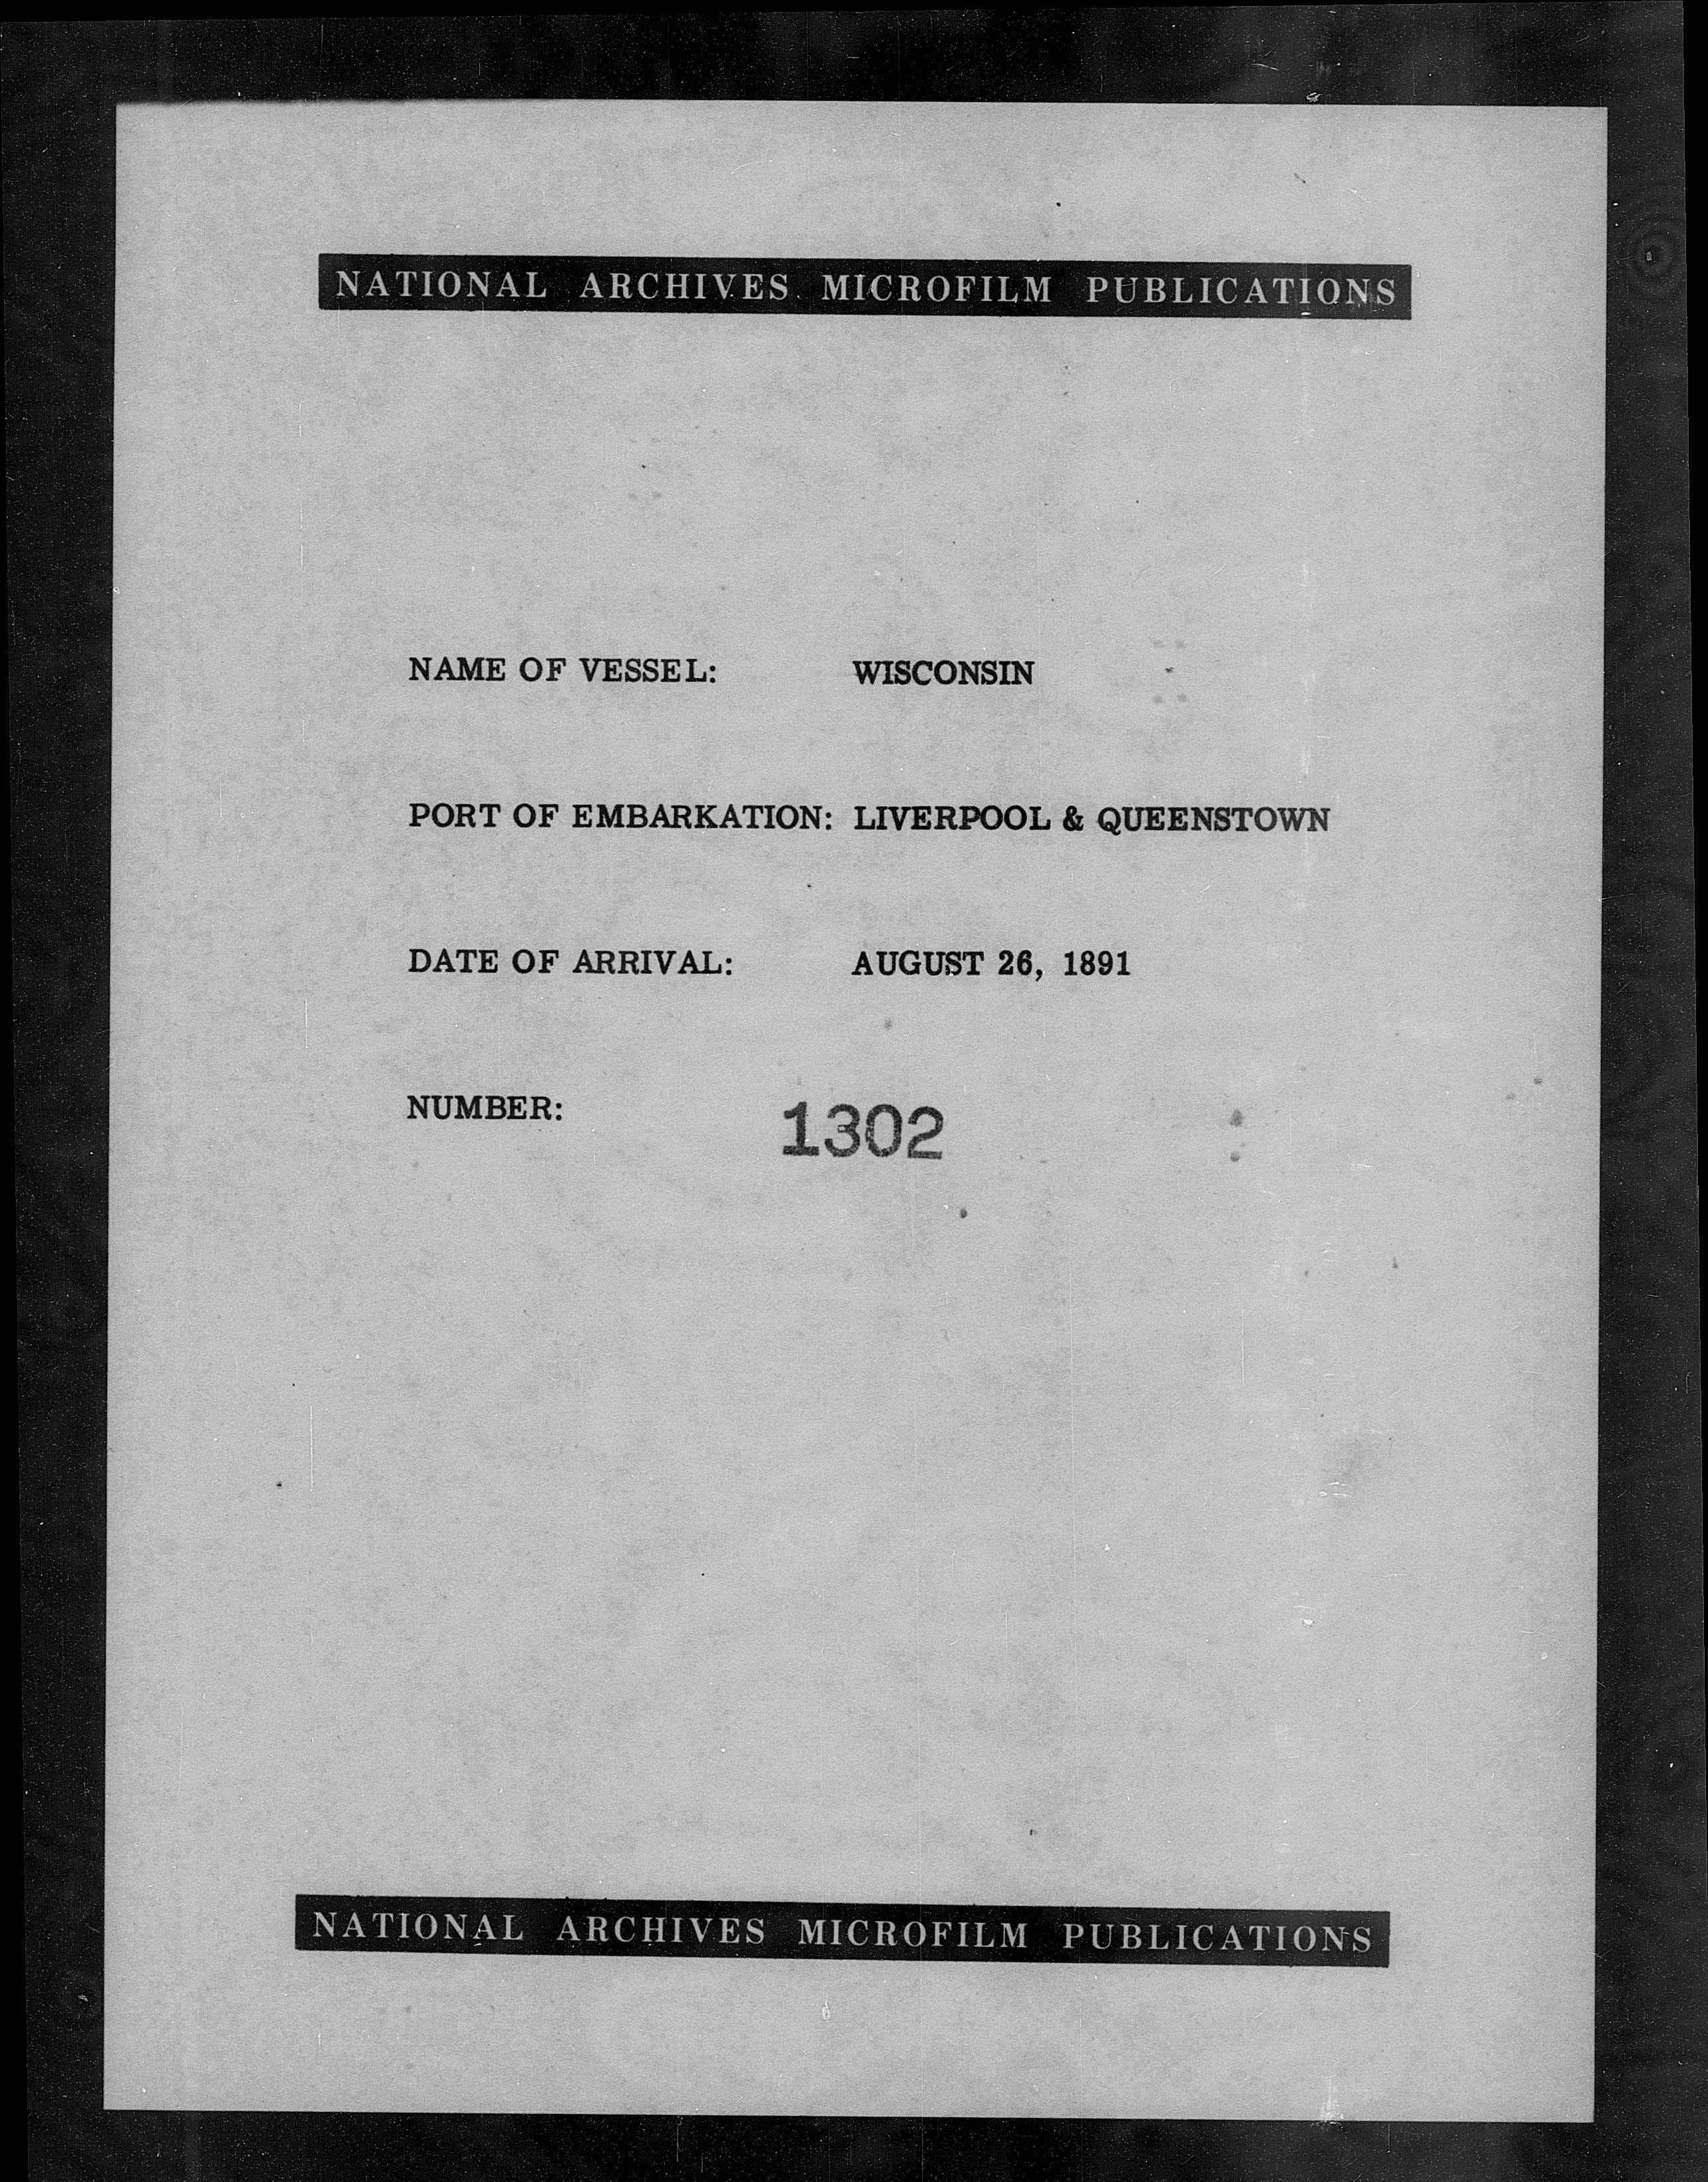 NATIONAL ARCHIVES MICROFILM PUBLICATIONS
NAME OF VESSEL: WISCONSIN
PORT OF EMBARKATION: LIVERPOOL & QUEENSTOWN
DATE OF ARRIVAL: AUGUST 26, 1891
NUMBER: 1302
NATIONAL ARCHIVES MICROFILM PUBLICATIONS